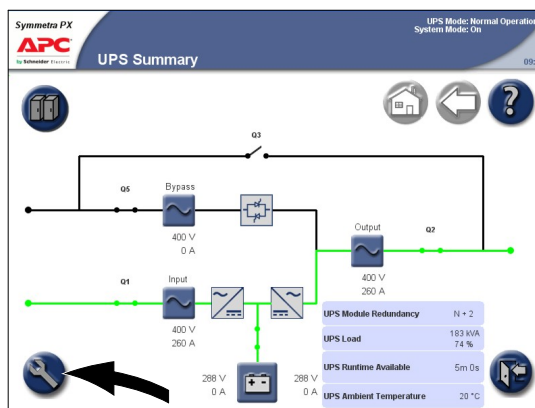 Symmetra PX
APC
by Schneider Electric
UPS Summary
UPS Mode: Normal Operation
System Mode: On
09:
Q3
Q5
Bypass
400 V
0 A
Output
Q2
400 V
260 A
Q1
Input
400 V
260 A
288 V
0 A
288 V
0 A
UPS Module Redundancy N + 2
UPS Load 183 kVA
74 %
UPS Runtime Available 5m 0s
UPS Ambient Temperature 20 °C